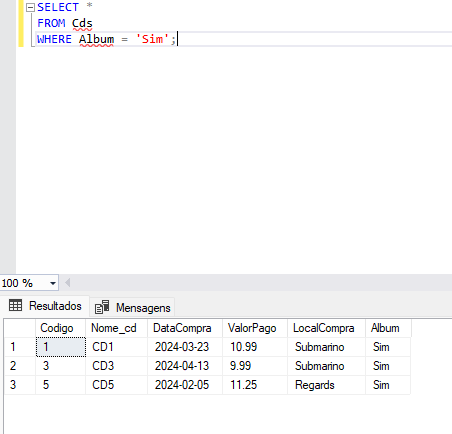 SELECT *
FROM Cds
WHERE Album = 'Sim';
100 %
Resultados Mensagens
Codigo Nome_cd DataCompra ValorPago LocalCompra Album
1 1 CD1 2024-03-23 10.99 Submarino Sim
2 3 CD3 2024-04-13 9.99 Submarino Sim
3 5 CD5 2024-02-05 11.25 Regards Sim